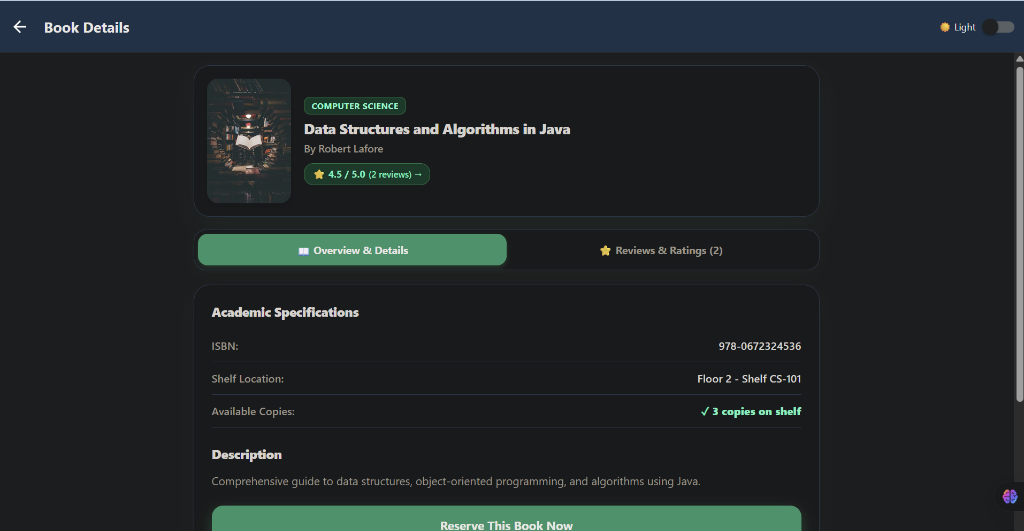 Book Details
Light
COMPUTER SCIENCE
Data Structures and Algorithms in Java
By Robert Lafore
4.5 / 5.0 (2 reviews) →
Overview & Details
Reviews & Ratings (2)
Academic Specifications
ISBN: 978-0672324536
Shelf Location: Floor 2 - Shelf CS-101
Available Copies: ✓ 3 copies on shelf
Description
Comprehensive guide to data structures, object-oriented programming, and algorithms using Java.
Reserve This Book Now